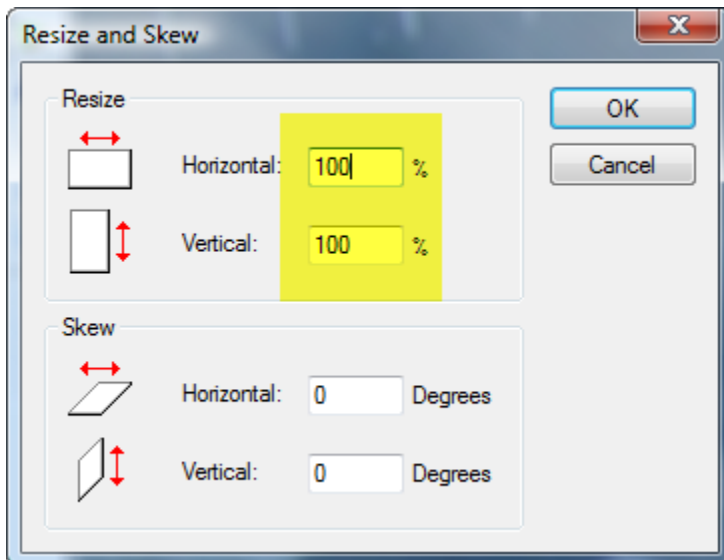 Resize and Skew
Resize
Horizontal: 100 %
Vertical: 100 %
OK
Cancel
Skew
Horizontal: 0 Degrees
Vertical: 0 Degrees